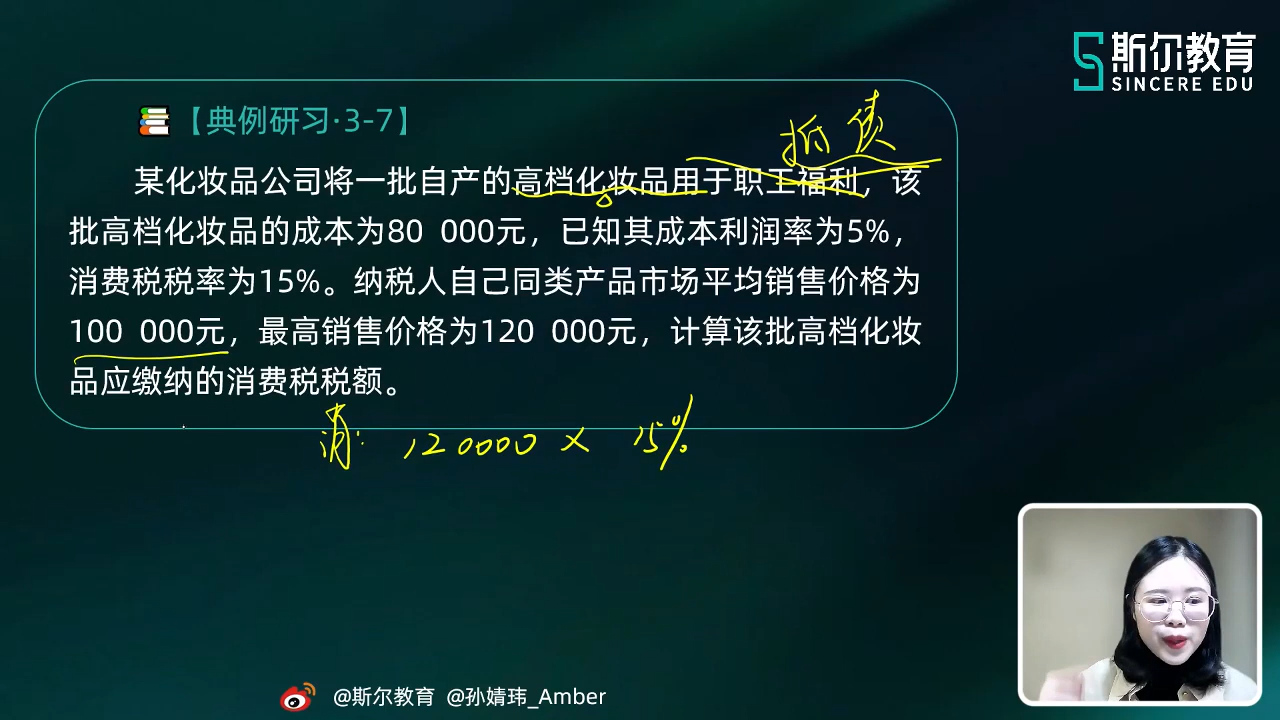 斯尔教育
SINCERE EDU
【典例研习·3-7】
抵债
某化妆品公司将一批自产的高档化妆品用于职工福利，该
批高档化妆品的成本为80 000元，已知其成本利润率为5%，
消费税税率为15%。纳税人自己同类产品市场平均销售价格为
100 000元，最高销售价格为120 000元，计算该批高档化妆
品应缴纳的消费税税额。
消: 120000 × 15%
@斯尔教育 @孙婧玮_Amber